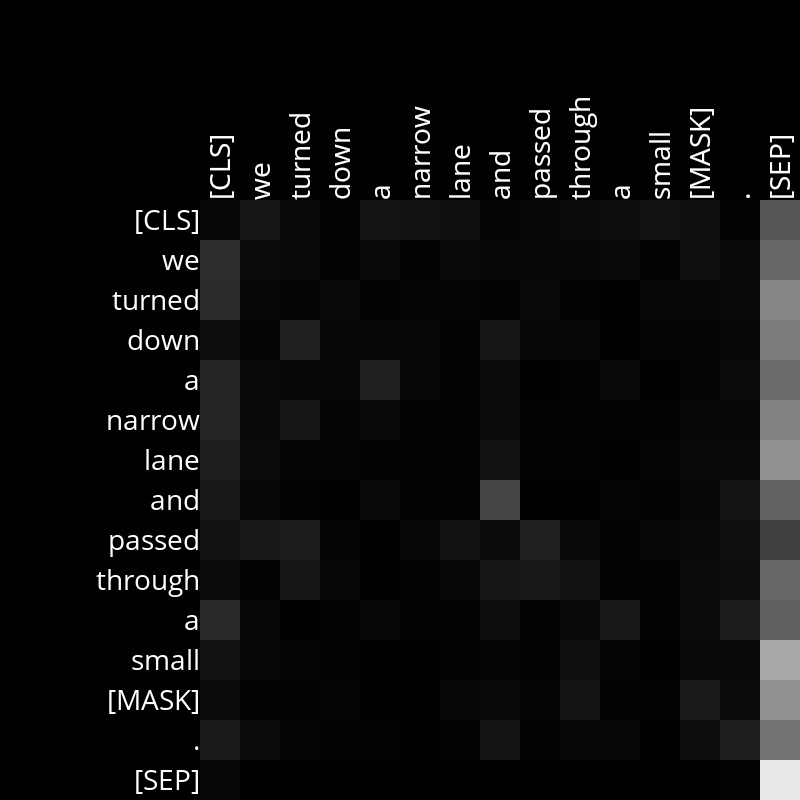 [CLS] we turned down a narrow lane and passed through a small [MASK] . [SEP]
[CLS]
we
turned
down
a
narrow
lane
and
passed
through
a
small
[MASK]
.
[SEP]